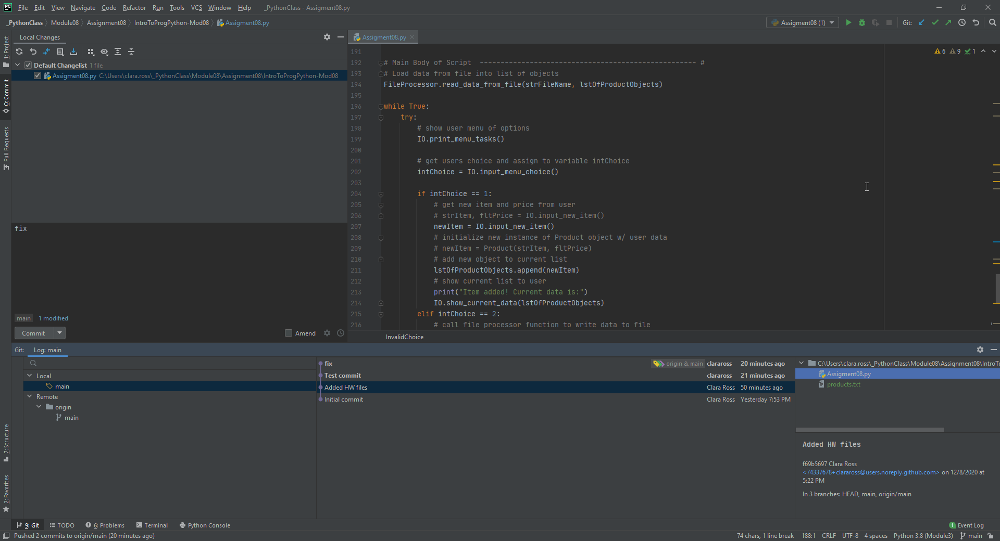 PC File Edit View Navigate Code Refactor Run Tools VCS Window Help _PythonClass - Assigment08.py
_PythonClass Module08 Assignment08 IntroToProgPython-Mod08 Assigment08.py Assigment08 (1) Git:
1: Project
0: Commit
Pull Requests
7: Structure
2: Favorites
Local Changes
Default Changelist 1 file
Assigment08.py C:\Users\clara.ross\_PythonClass\Module08\Assignment08\IntroToProgPython-Mod08
fix
main 1 modified
Commit Amend
Assigment08.py
6 9 1
191
192 # Main Body of Script ---------------------------------------------------- #
193 # Load data from file into list of objects
194 FileProcessor.read_data_from_file(strFileName, lstOfProductObjects)
195
196 while True:
197 try:
198 # show user menu of options
199 IO.print_menu_tasks()
200
201 # get users choice and assign to variable intChoice
202 intChoice = IO.input_menu_choice()
203
204 if intChoice == 1:
205 # get new item and price from user
206 # strItem, fltPrice = IO.input_new_item()
207 newItem = IO.input_new_item()
208 # initialize new instance of Product object w/ user data
209 # newItem = Product(strItem, fltPrice)
210 # add new object to current list
211 lstOfProductObjects.append(newItem)
212 # show current list to user
213 print("Item added! Current data is:")
214 IO.show_current_data(lstOfProductObjects)
215 elif intChoice == 2:
216 # call file processor function to write data to file
InvalidChoice
Git: Log: main
Local
main
Remote
origin
main
fix origin & main claraross 20 minutes ago
Test commit claraross 21 minutes ago
Added HW files Clara Ross 50 minutes ago
Initial commit Clara Ross Yesterday 7:53 PM
C:\Users\clara.ross\_PythonClass\Module08\Assignment08\IntroTo
Assigment08.py
products.txt
Added HW files
f69b5697 Clara Ross
<74337678+claraross@users.noreply.github.com> on 12/8/2020 at
5:22 PM
In 3 branches: HEAD, main, origin/main
9: Git TODO 6: Problems Terminal Python Console 1 Event Log
Pushed 2 commits to origin/main (20 minutes ago) 74 chars, 1 line break 188:1 CRLF UTF-8 4 spaces Python 3.8 (Module3) main